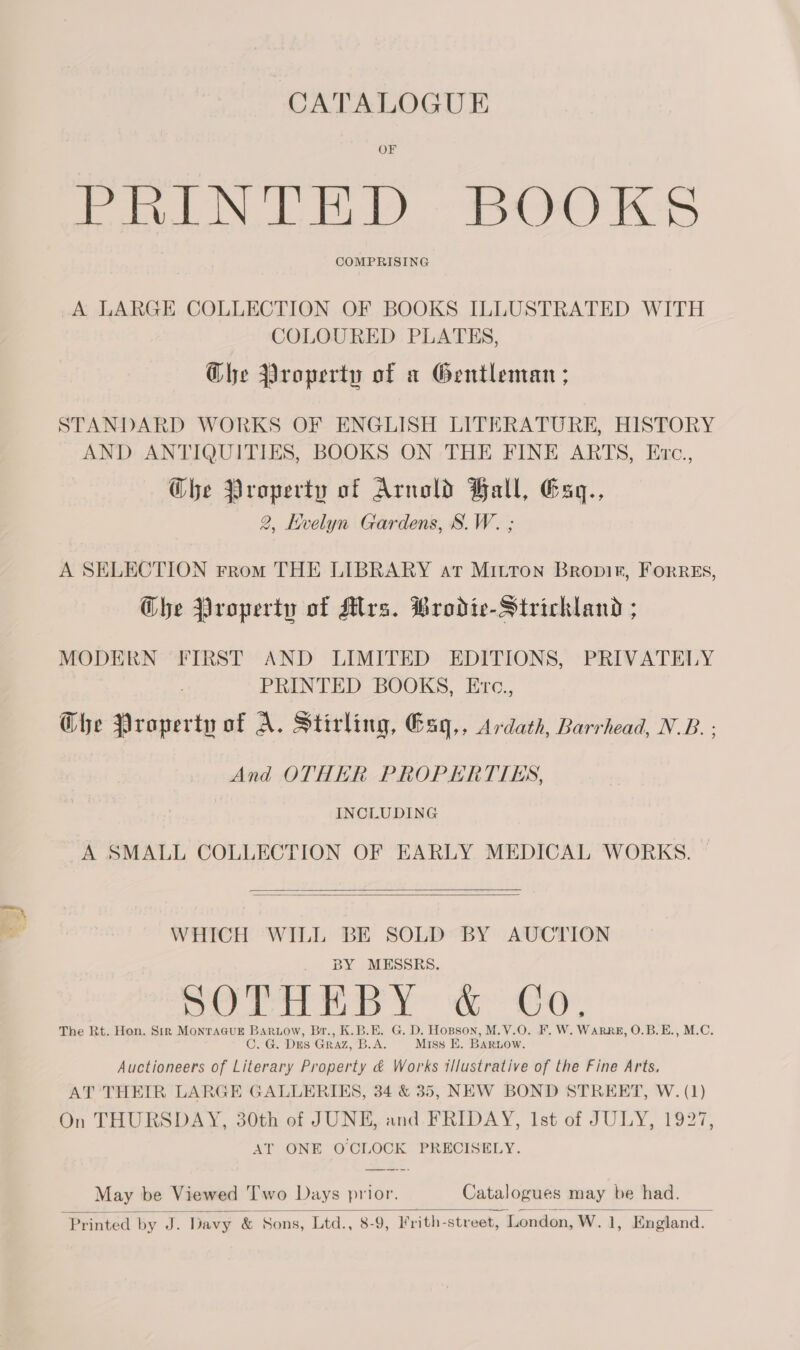 CATALOGUE
OF
PRINTED BOOKS
COMPRISING
A LARGE COLLECTION OF BOOKS ILLUSTRATED WITH
COLOURED PLATES,
The Property of a Gentleman;
STANDARD WORKS OF ENGLISH LITERATURE, HISTORY
AND ANTIQUITIES, BOOKS ON THE FINE ARTS, ETC.,
The Property of Arnold Hall, Esq.,
2, Evelyn Gardens, S.W. ;
A SELECTION FROM THE LIBRARY AT MILTON BRODIE, FORRES,
The Property of Mrs. Brodie-Strickland ;
MODERN FIRST AND LIMITED EDITIONS, PRIVATELY
PRINTED BOOKS, ETC.,
The Property of A. Stirling, Esq., Ardath, Barrhead, N.B. ;
And OTHER PROPERTIES,
INCLUDING
A SMALL COLLECTION OF EARLY MEDICAL WORKS.
WHICH WILL BE SOLD BY AUCTION
BY MESSRS.
SOTHEBY & Co.
The Rt. Hon. SIR MONTAGUE BARLOW, BT., K.B.E. G. D. HOBSON, M.V.O. F. W. WARRE, O.B.E., M.C.
C. G. DES GRAZ, B.A. MISS E. BARLOW.
Auctioneers of Literary Property & Works illustrative of the Fine Arts,
AT THEIR LARGE GALLERIES, 34 & 35, NEW BOND STREET, W.(1)
On THURSDAY, 30th of JUNE, and FRIDAY, 1st of JULY, 1927,
AT ONE O'CLOCK PRECISELY.
May be Viewed Two Days prior. Catalogues may be had.
Printed by J. Davy & Sons, Ltd., 8-9, Frith-street, London, W. 1, England.